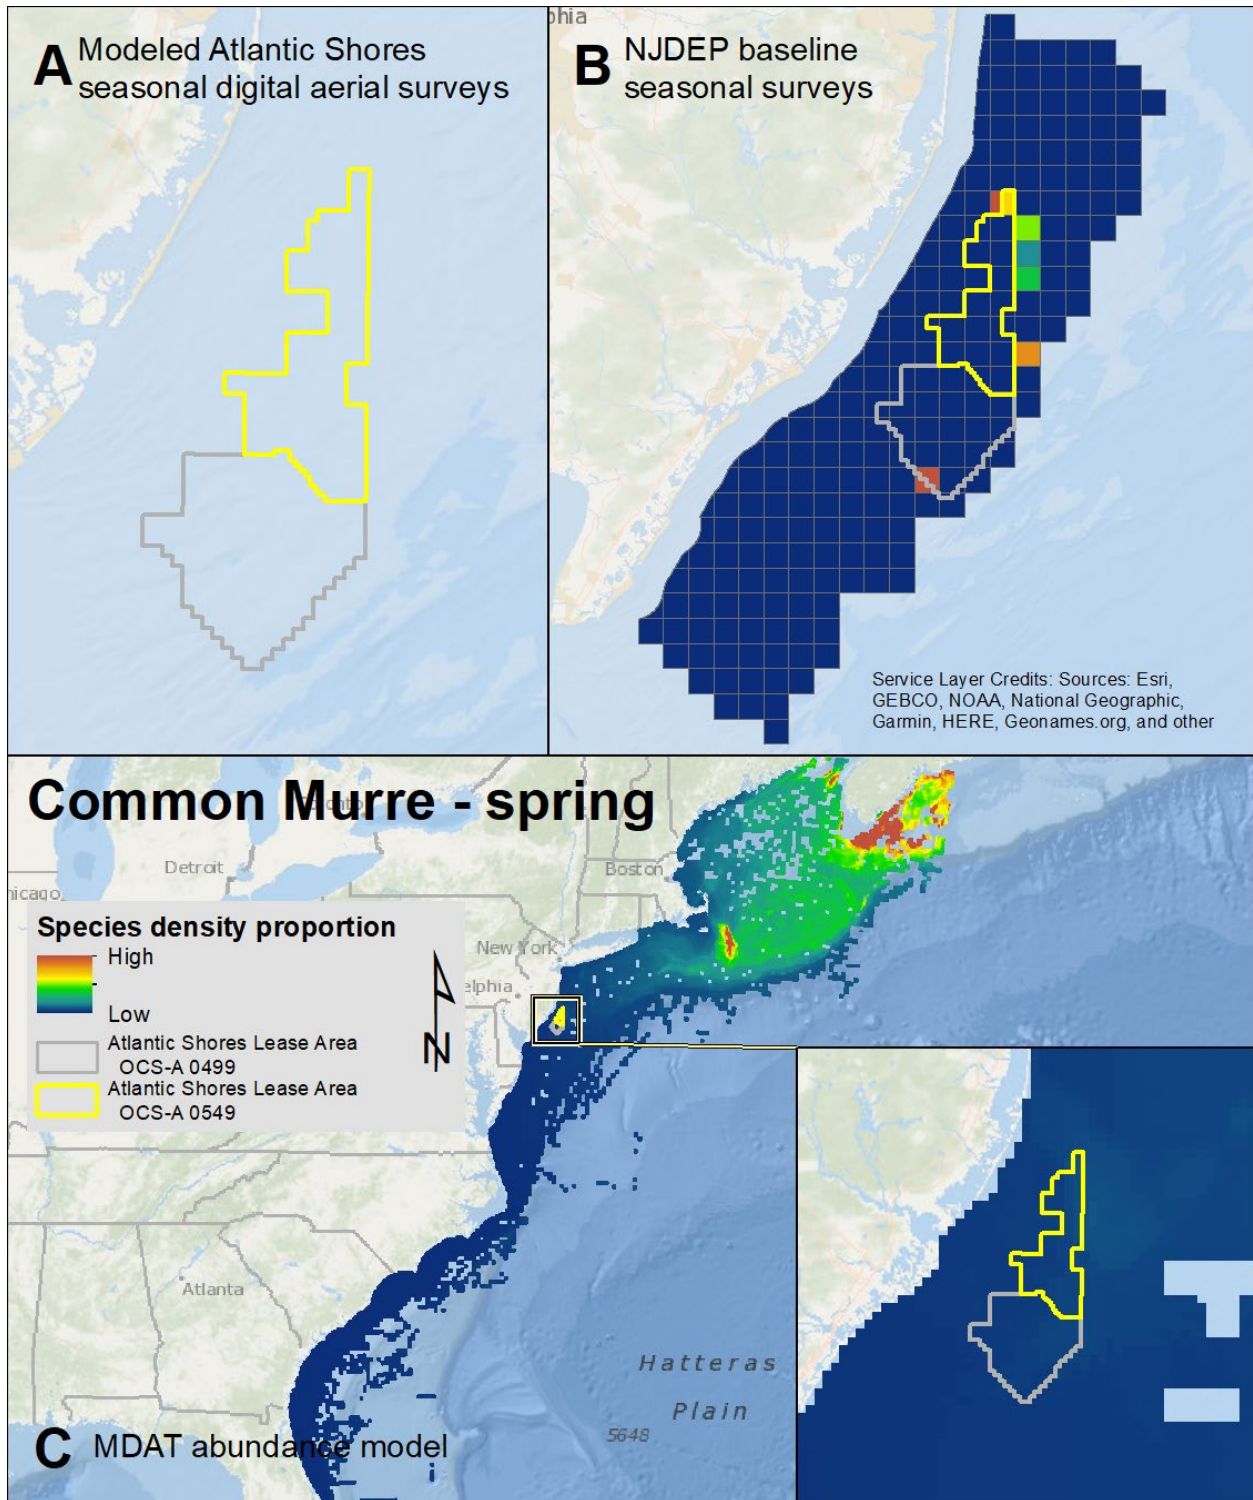 A Modeled Atlantic Shores
seasonal digital aerial surveys
phia
B NJDEP baseline
seasonal surveys
Service Layer Credits: Sources: Esri,
GEBCO, NOAA, National Geographic,
Garmin, HERE, Geonames.org, and other
Common Murre - spring
Detroit
Boston
hicago
Species density proportion
High
Low
Atlantic Shores Lease Area
OCS-A 0499
Atlantic Shores Lease Area
OCS-A 0549
N
New York
elphia
Atlanta
Hatteras
Plain
5648
C MDAT abundance model